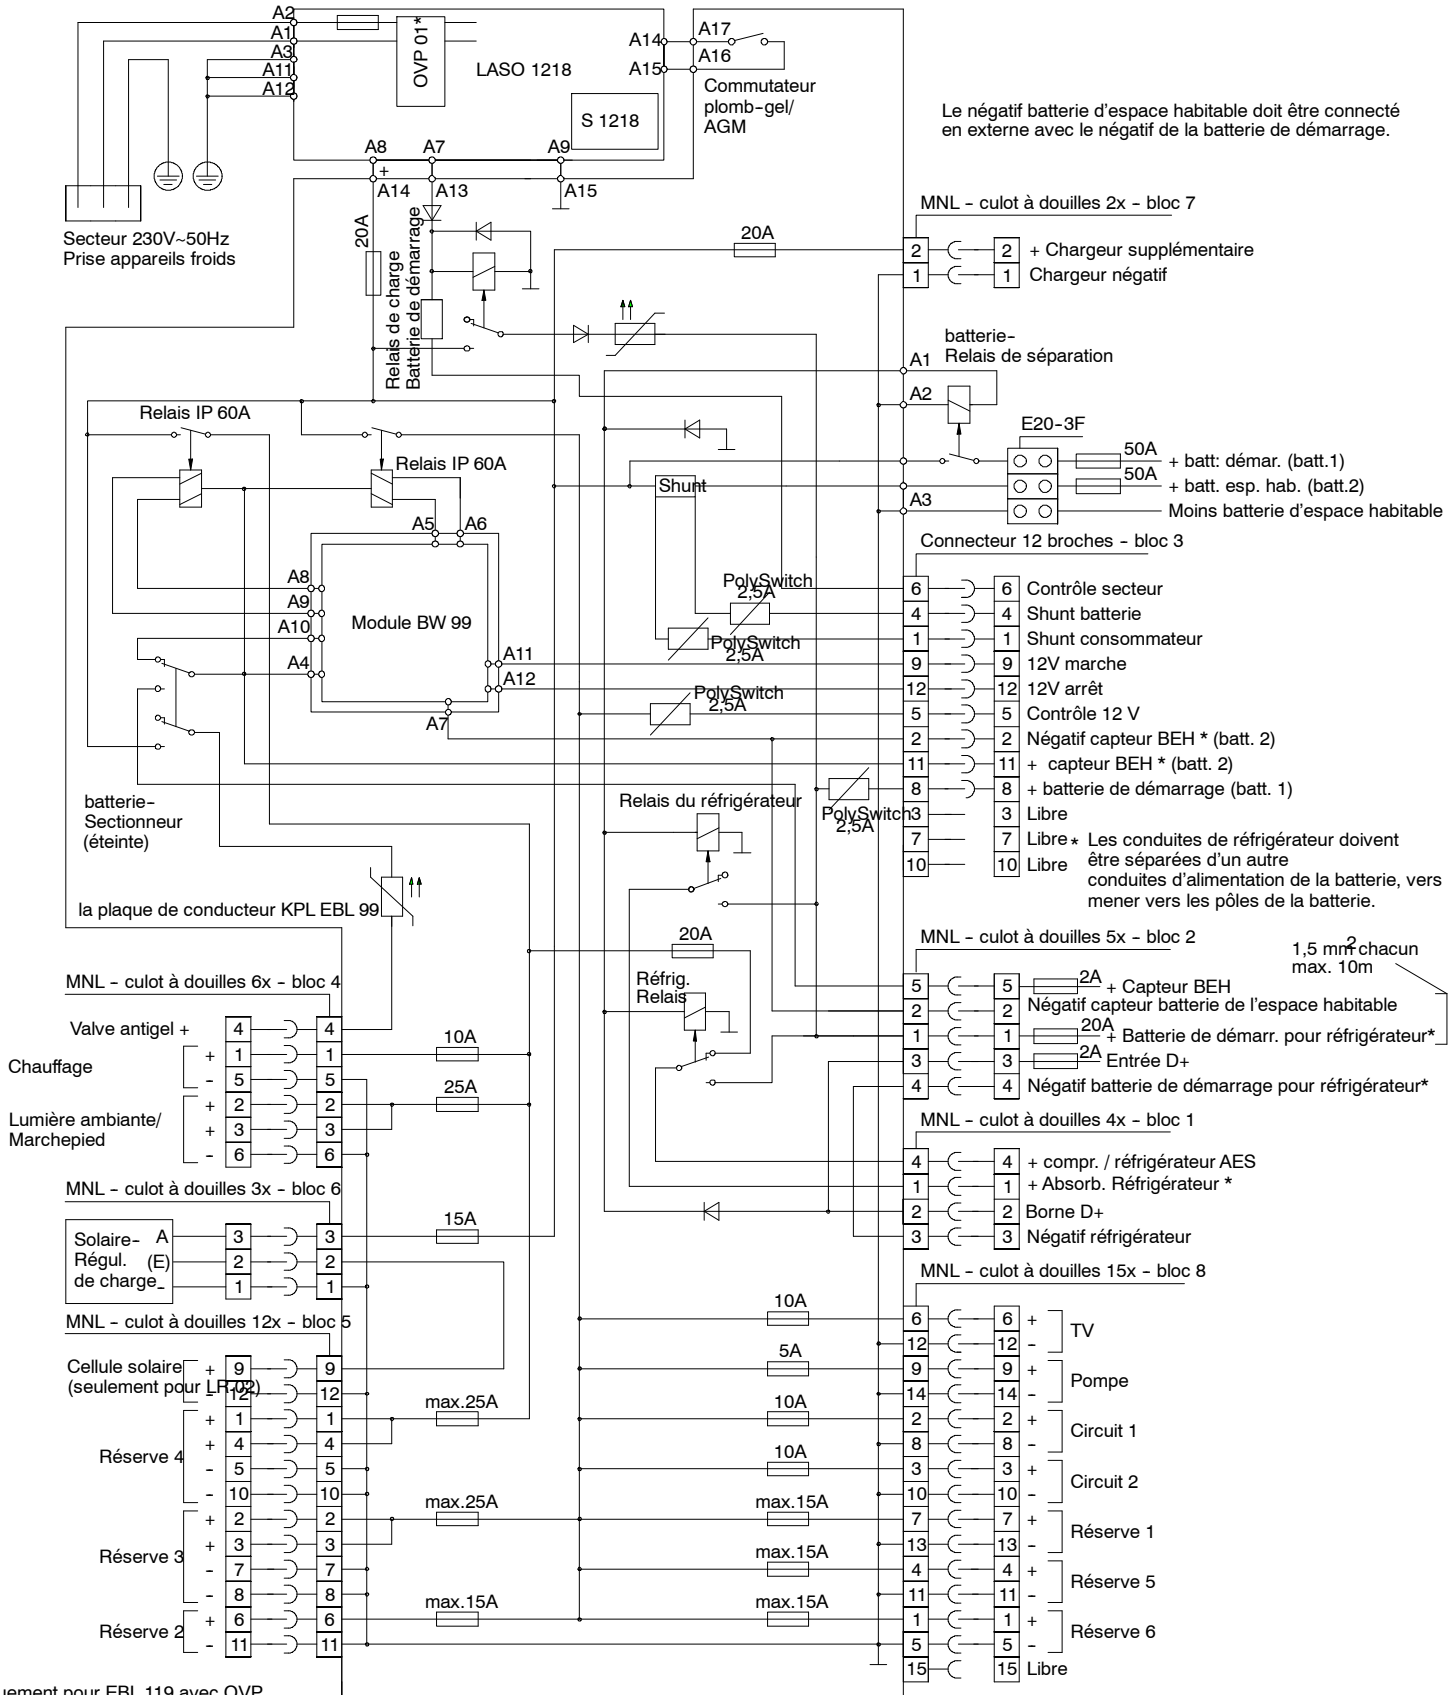 A2
A1
A3
A11
A12
OVP 01*
LASO 1218
S 1218
A14
A15
A17
A16
Commutateur
plomb-gel/
AGM
Le négatif batterie d'espace habitable doit être connecté
en externe avec le négatif de la batterie de démarrage.
A8
A7
A9
+
A14
A13
A15
Secteur 230V~50Hz
Prise appareils froids
20A
Relais de charge
Batterie de démarrage
20A
MNL - culot à douilles 2x - bloc 7
2 2 + Chargeur supplémentaire
1 1 Chargeur négatif
batterie-
Relais de séparation
A1
A2
E20-3F
50A
+ batt: démar. (batt.1)
50A
+ batt. esp. hab. (batt.2)
A3
Moins batterie d'espace habitable
Relais IP 60A
Relais IP 60A
Shunt
A5
A6
A8
A9
A10
A4
Module BW 99
A11
A12
A7
PolySwitch
2,5A
PolySwitch
2,5A
PolySwitch
2,5A
PolySwitch
2,5A
Connecteur 12 broches - bloc 3
6 6 Contrôle secteur
4 4 Shunt batterie
1 1 Shunt consommateur
9 9 12V marche
12 12 12V arrêt
5 5 Contrôle 12 V
2 2 Négatif capteur BEH * (batt. 2)
11 11 + capteur BEH * (batt. 2)
8 8 + batterie de démarrage (batt. 1)
3 3 Libre
7 7 Libre
10 10 Libre
* Les conduites de réfrigérateur doivent
être séparées d'un autre
conduites d'alimentation de la batterie, vers
mener vers les pôles de la batterie.
batterie-
Sectionneur
(éteinte)
Relais du réfrigérateur
la plaque de conducteur KPL EBL 99
20A
Réfrig.
Relais
MNL - culot à douilles 5x - bloc 2
1,5 mm2 chacun
max. 10m
5 5 2A + Capteur BEH
2 2 Négatif capteur batterie de l'espace habitable
1 1 20A + Batterie de démarr. pour réfrigérateur*
3 3 2A Entrée D+
4 4 Négatif batterie de démarrage pour réfrigérateur*
MNL - culot à douilles 6x - bloc 4
Valve antigel + 4 4
Chauffage
+ 1 1 10A
- 5 5
Lumière ambiante/
Marchepied
+ 2 2 25A
+ 3 3
- 6 6
MNL - culot à douilles 4x - bloc 1
4 4 + compr. / réfrigérateur AES
1 1 + Absorb. Réfrigérateur *
2 2 Borne D+
3 3 Négatif réfrigérateur
MNL - culot à douilles 3x - bloc 6
Solaire-
Régul.
de charge
A 3 3 15A
(E) 2 2
- 1 1
MNL - culot à douilles 12x - bloc 5
Cellule solaire
(seulement pour LR 02)
+ 9 9
- 12 12
Réserve 4
+ 1 1 max.25A
+ 4 4
- 5 5
- 10 10
Réserve 3
+ 2 2 max.25A
+ 3 3
- 7 7
- 8 8
Réserve 2
+ 6 6 max.15A
- 11 11
MNL - culot à douilles 15x - bloc 8
10A 6 6 +
12 12 -
TV
5A 9 9 +
14 14 -
Pompe
10A 2 2 +
8 8 -
Circuit 1
10A 3 3 +
10 10 -
Circuit 2
max.15A 7 7 +
13 13 -
Réserve 1
max.15A 4 4 +
11 11 -
Réserve 5
max.15A 1 1 +
5 5 -
Réserve 6
15 15 Libre
uement pour EBL 119 avec OVP